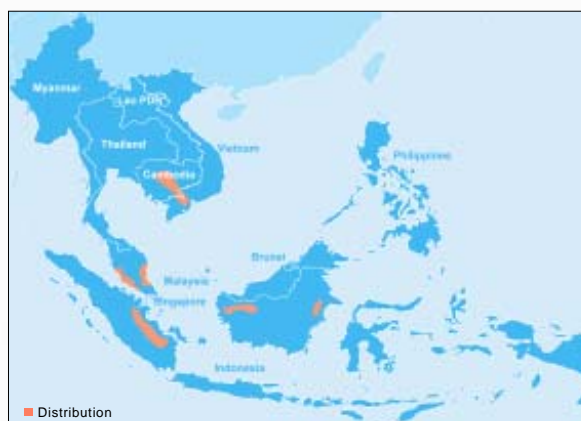 Myanmar
Lao PDR
Thailand
Vietnam
Cambodia
Philippines
Brunei
Malaysia
Singapore
Indonesia
Distribution